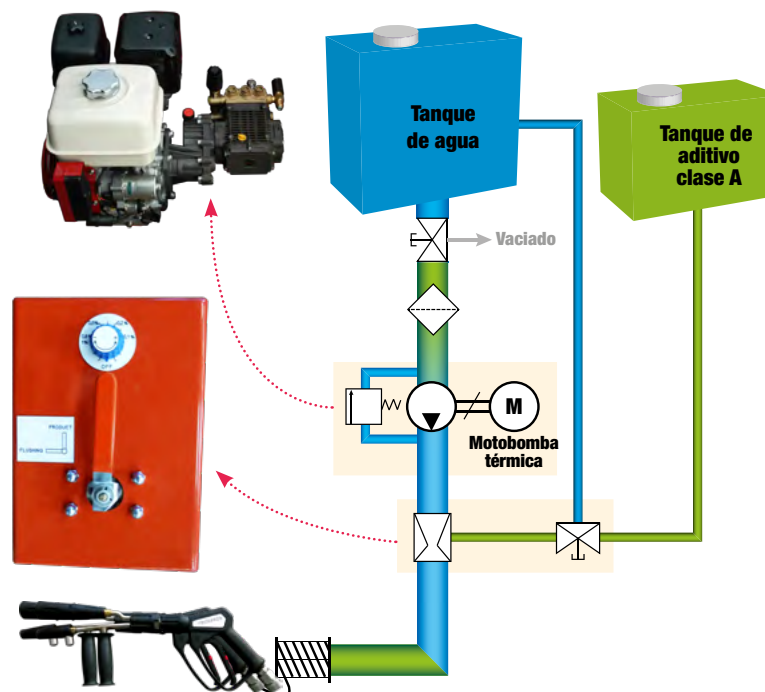 Tanque
de agua
Tanque de
aditivo
clase A
Vaciado
M
Motobomba
térmica
OFF
PRODUCT
FLUSHING